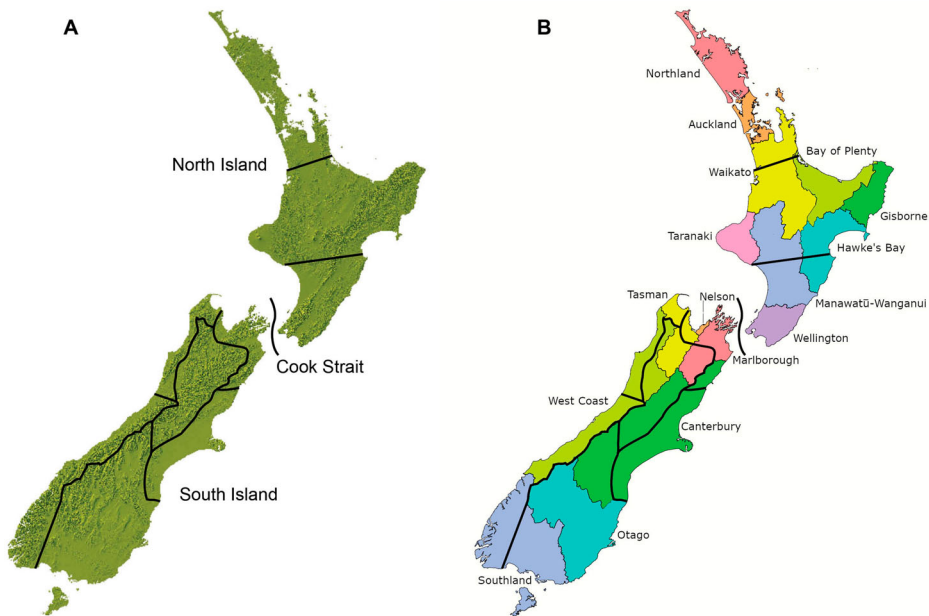 A
North Island
Cook Strait
South Island
B
Northland
Auckland
Bay of Plenty
Waikato
Gisborne
Taranaki
Hawke's Bay
Tasman
Nelson
Manawatū-Wanganui
Wellington
Marlborough
West Coast
Canterbury
Otago
Southland